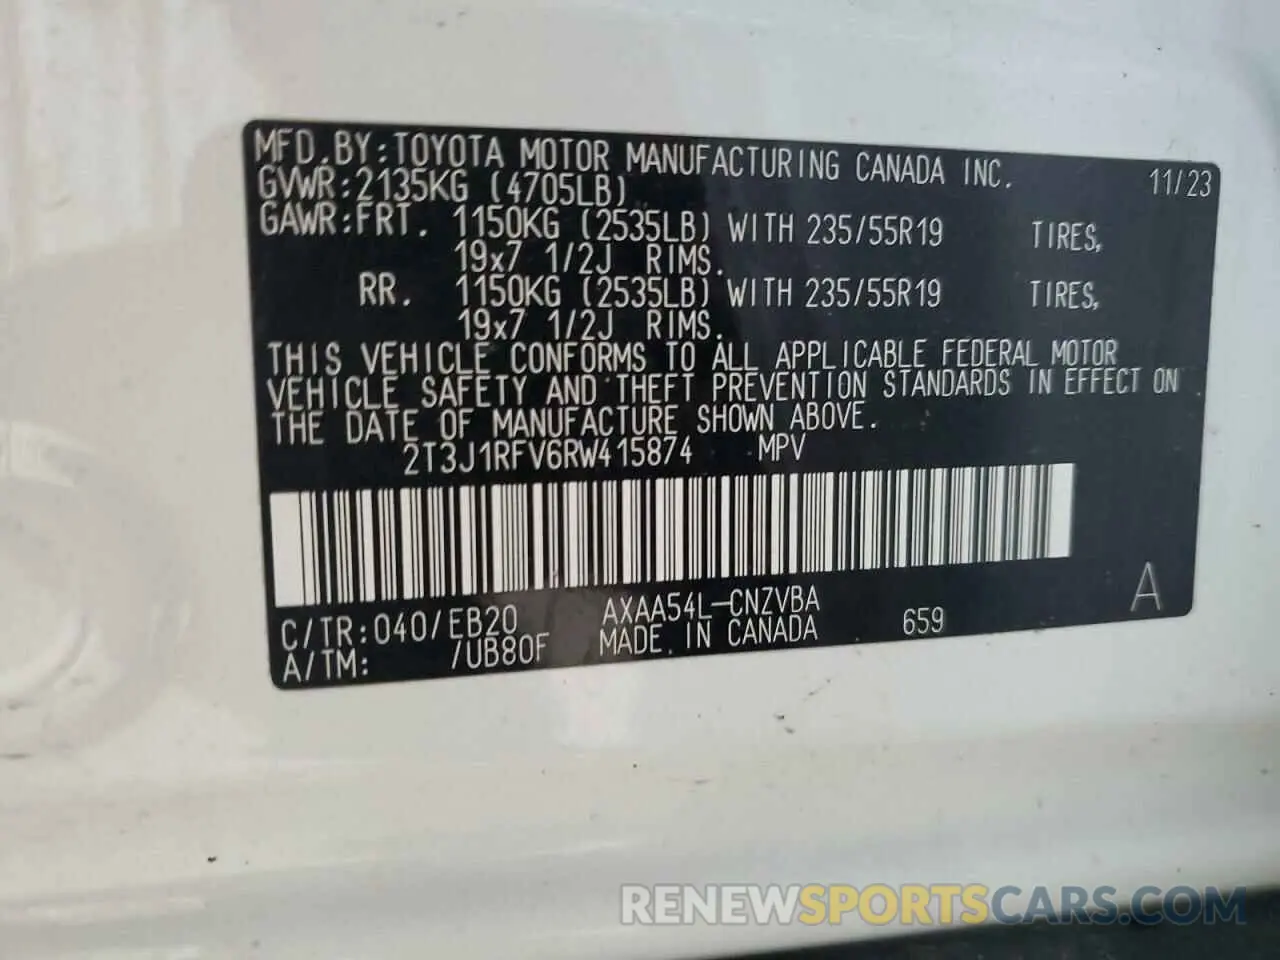 MFD.BY:TOYOTA MOTOR MANUFACTURING CANADA INC. 11/23
GVWR:2135KG (4705LB)
GAWR:FRT. 1150KG (2535LB) WITH 235/55R19 TIRES,
19x7 1/2J RIMS.
RR. 1150KG (2535LB) WITH 235/55R19 TIRES,
19x7 1/2J RIMS.
THIS VEHICLE CONFORMS TO ALL APPLICABLE FEDERAL MOTOR
VEHICLE SAFETY AND THEFT PREVENTION STANDARDS IN EFFECT ON
THE DATE OF MANUFACTURE SHOWN ABOVE.
2T3J1RFV6RW415874 MPV
C/TR:040/EB20 AXAA54L-CNZVBA 659 A
A/TM: /UB80F MADE IN CANADA
RENEWSPORTSCARS.COM